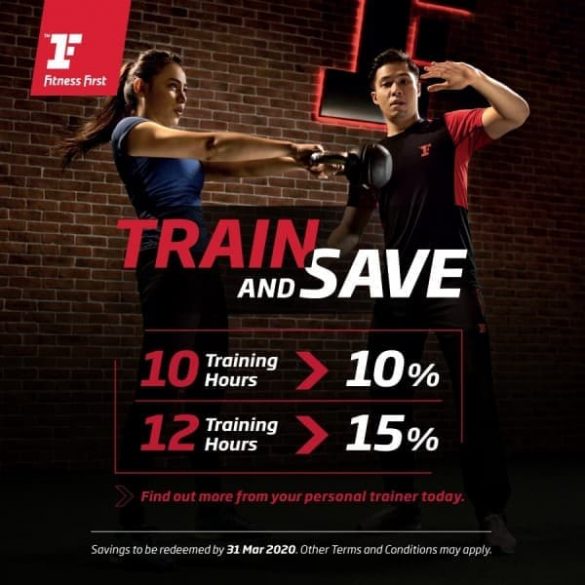 ™
Fitness First
TRAIN
AND SAVE
10 Training Hours > 10%
12 Training Hours > 15%
Find out more from your personal trainer today.
Savings to be redeemed by 31 Mar 2020. Other Terms and Conditions may apply.